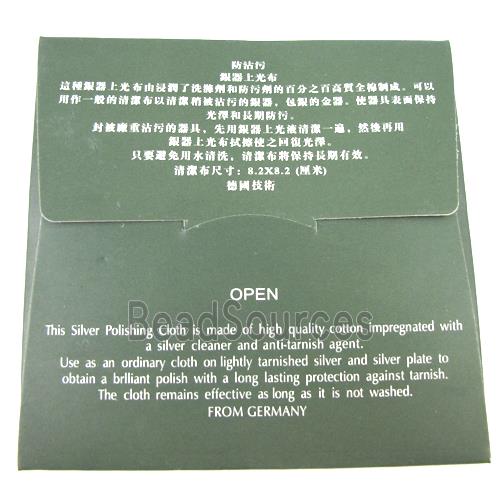 防沾污
銀器上光布
這種銀器上光布由浸潤了洗滌劑和防污劑的百分之百高質全棉制成。可以
用作一般的清潔布以清潔稍被沾污的銀器，包銀的金器。使器具表面保持
光澤和長期防污。
封被嚴重沾污的器具，先用銀器上光液清潔一遍，然後再用
銀器上光布拭擦使之回復光澤。
只要避免用水清洗，清潔布將保持長期有效。
清潔布尺寸：8.2X8.2 (厘米)
德國技術
OPEN
BeadSources
This Silver Polishing Cloth is made of high quality cotton impregnated with
a silver cleaner and anti-tarnish agent.
Use as an ordinary cloth on lightly tarnished silver and silver plate to
obtain a brlliant polish with a long lasting protection against tarnish.
The cloth remains effective as long as it is not washed.
FROM GERMANY